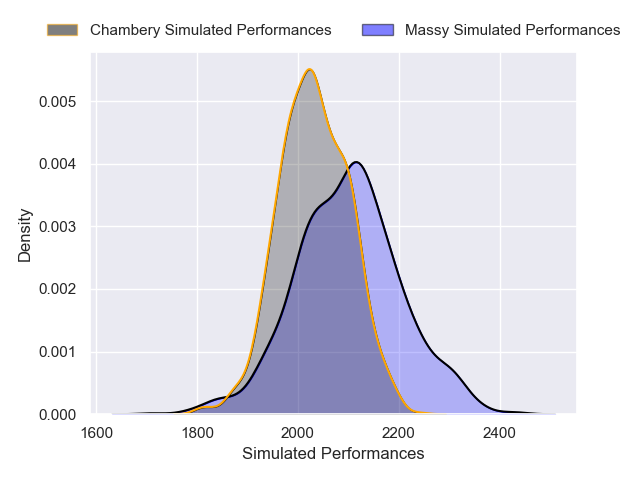 Chambery Simulated Performances Massy Simulated Performances
0.005
0.004
0.003
0.002
0.001
0.000
Density
1600 1800 2000 2200 2400
Simulated Performances